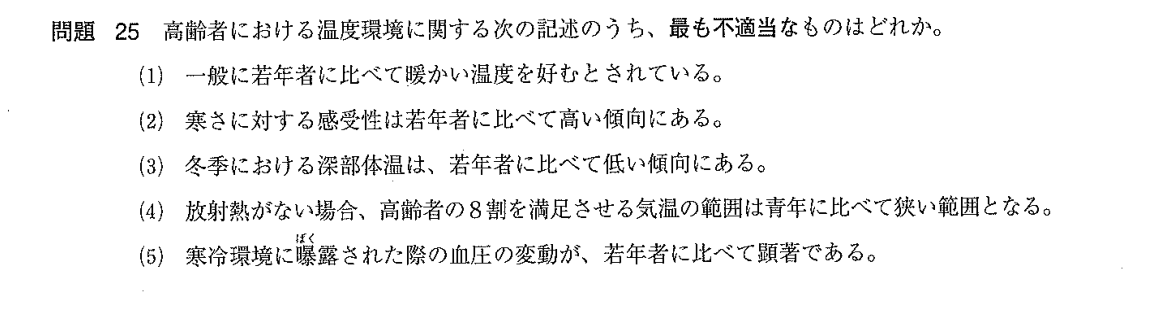 問題 25 高齢者における温度環境に関する次の記述のうち、最も不適当なものはどれか。
(1) 一般に若年者に比べて暖かい温度を好むとされている。
(2) 寒さに対する感受性は若年者に比べて高い傾向にある。
(3) 冬季における深部体温は、若年者に比べて低い傾向にある。
(4) 放射熱がない場合、高齢者の8割を満足させる気温の範囲は青年に比べて狭い範囲となる。
ばく
(5) 寒冷環境に曝露された際の血圧の変動が、若年者に比べて顕著である。